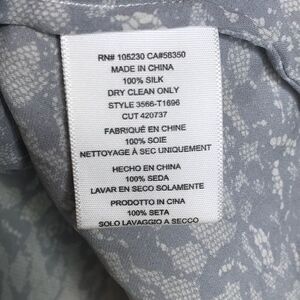 RN# 105230 CA#58350
MADE IN CHINA
100% SILK
DRY CLEAN ONLY
STYLE 3566-T1696
CUT 420737
FABRIQUÉ EN CHINE
100% SOIE
NETTOYAGE À SEC UNIQUEMENT
HECHO EN CHINA
100% SEDA
LAVAR EN SECO SOLAMENTE
PRODOTTO IN CINA
100% SETA
SOLO LAVAGGIO A SECCO